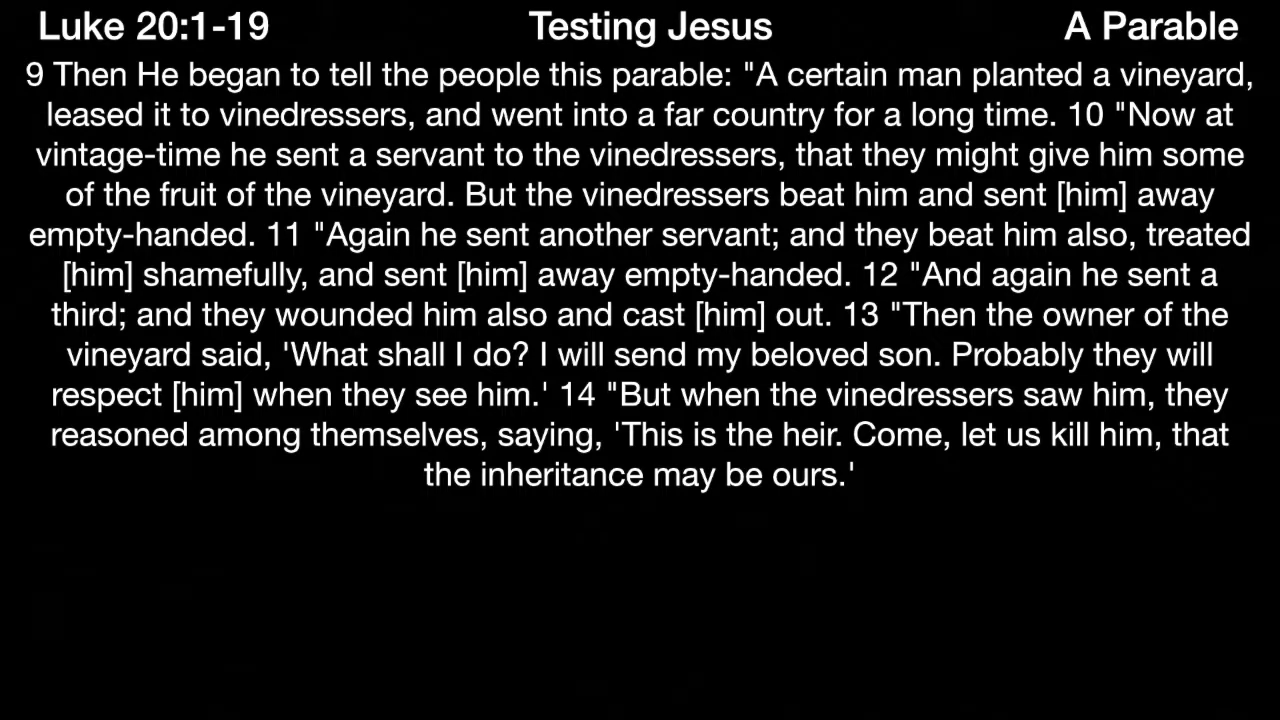 Luke 20:1-19 Testing Jesus A Parable
9 Then He began to tell the people this parable: "A certain man planted a vineyard,
leased it to vinedressers, and went into a far country for a long time. 10 "Now at
vintage-time he sent a servant to the vinedressers, that they might give him some
of the fruit of the vineyard. But the vinedressers beat him and sent [him] away
empty-handed. 11 "Again he sent another servant; and they beat him also, treated
[him] shamefully, and sent [him] away empty-handed. 12 "And again he sent a
third; and they wounded him also and cast [him] out. 13 "Then the owner of the
vineyard said, 'What shall I do? I will send my beloved son. Probably they will
respect [him] when they see him.' 14 "But when the vinedressers saw him, they
reasoned among themselves, saying, 'This is the heir. Come, let us kill him, that
the inheritance may be ours.'